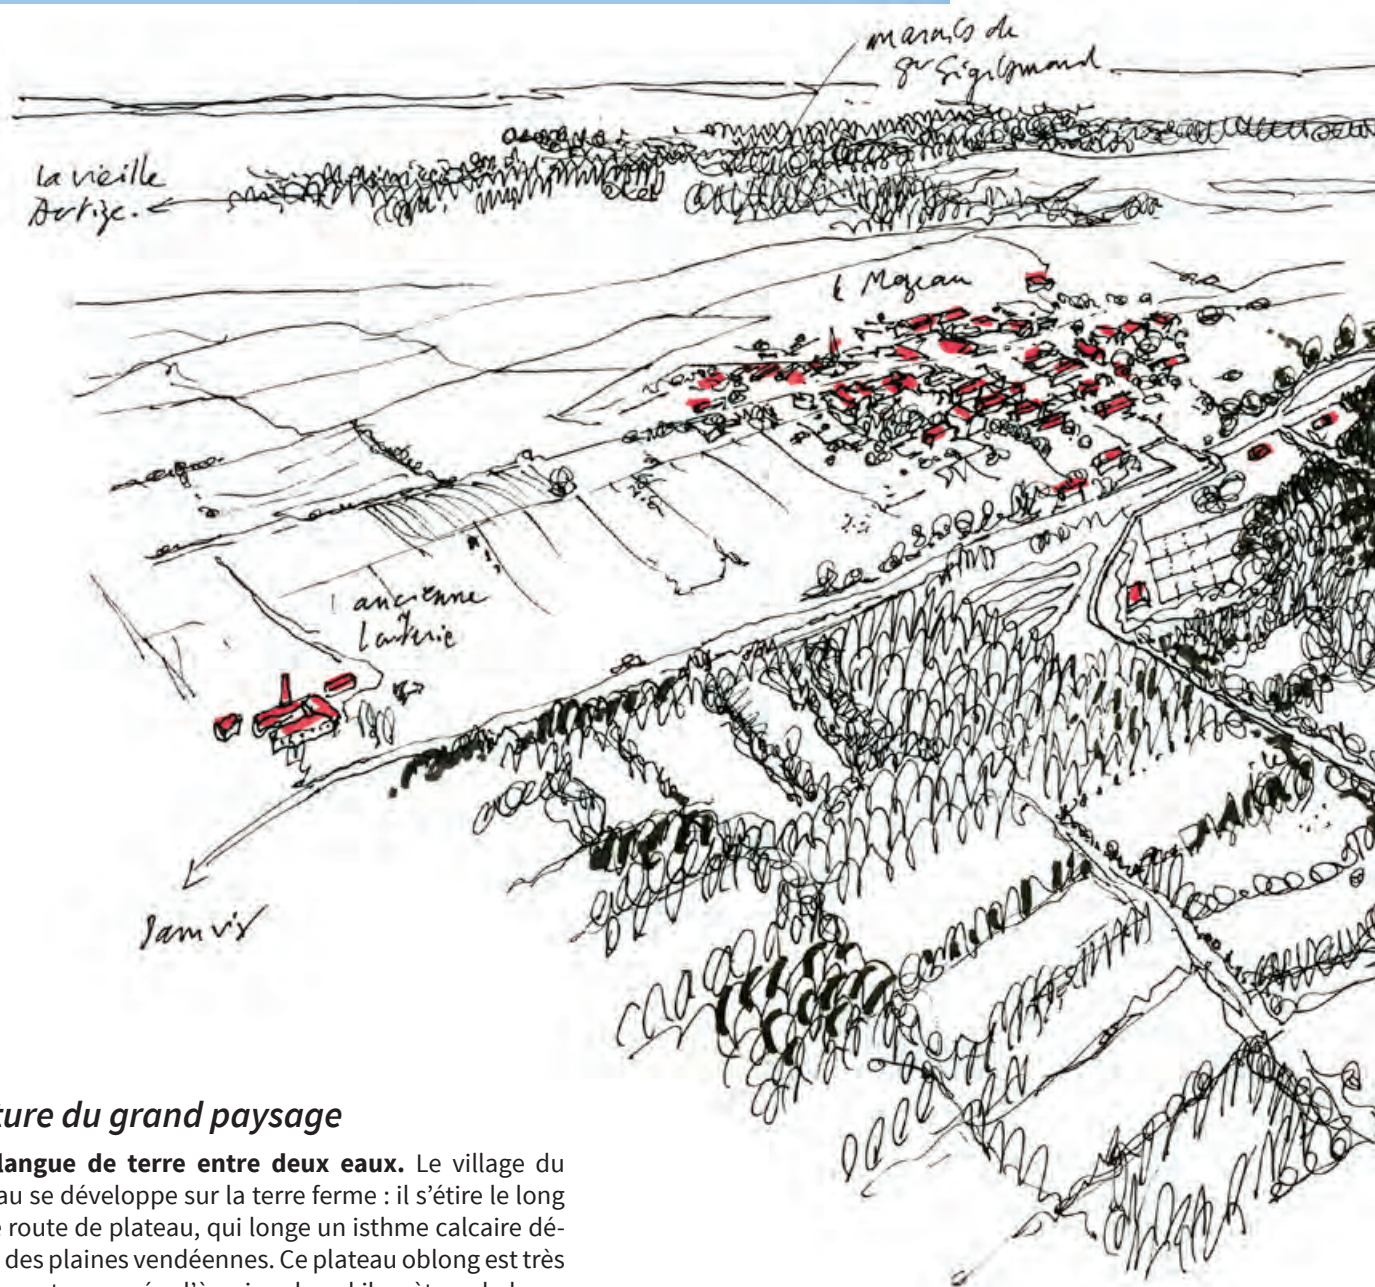 marais de
st Sigismond
la vieille
Autize.
le Mazeau
l'ancienne
laiterie
Damvix
ture du grand paysage
langue de terre entre deux eaux. Le village du
au se développe sur la terre ferme : il s'étire le long
e route de plateau, qui longe un isthme calcaire dé-
des plaines vendéennes. Ce plateau oblong est très